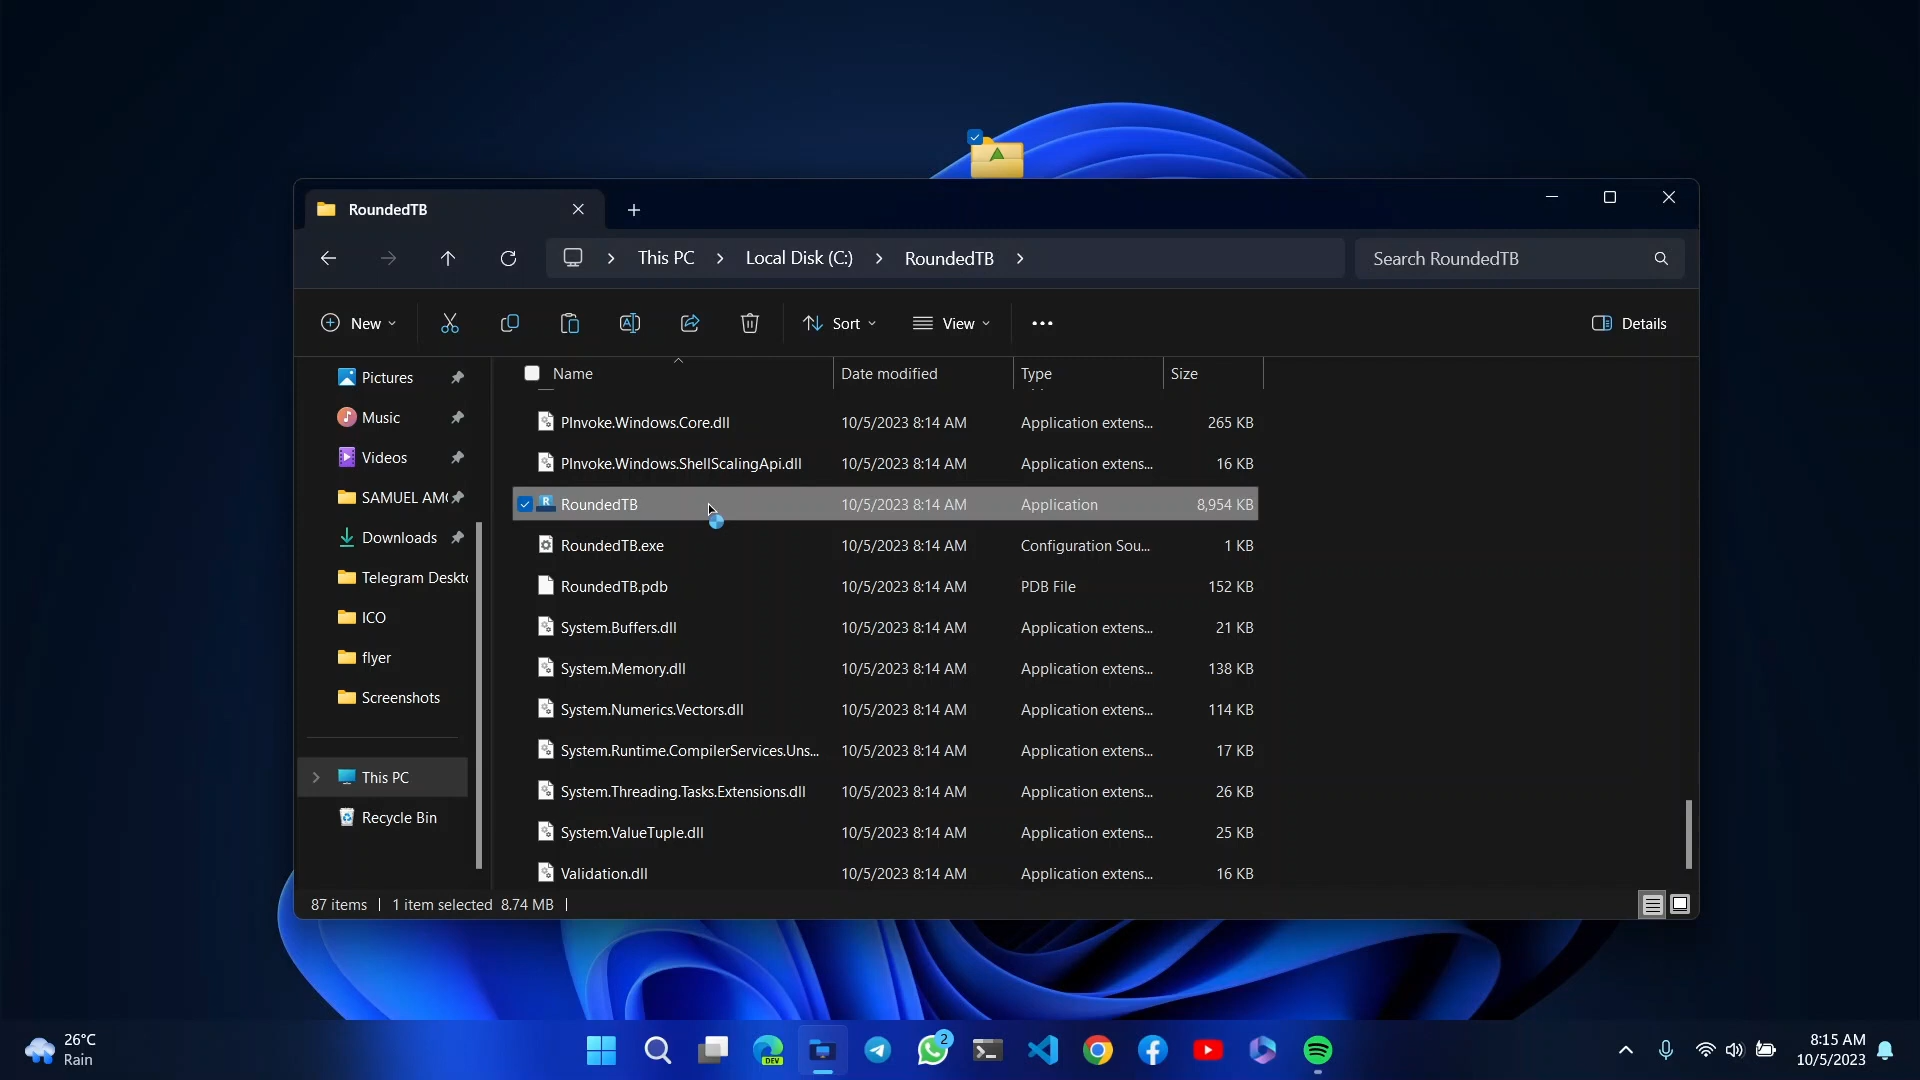 RoundedTB
This PC
Local Disk (C:)
RoundedTB
Search RoundedTB
New
Sort
View
Details
Pictures
Music
Videos
SAMUEL AM
Downloads
Telegram Deskt
ICO
flyer
Screenshots
This PC
Recycle Bin
Name Date modified Type Size
PInvoke.Windows.Core.dll 10/5/2023 8:14 AM Application extens... 265 KB
PInvoke.Windows.ShellScalingApi.dll 10/5/2023 8:14 AM Application extens... 16 KB
RoundedTB 10/5/2023 8:14 AM Application 8,954 KB
RoundedTB.exe 10/5/2023 8:14 AM Configuration Sou... 1 KB
RoundedTB.pdb 10/5/2023 8:14 AM PDB File 152 KB
System.Buffers.dll 10/5/2023 8:14 AM Application extens... 21 KB
System.Memory.dll 10/5/2023 8:14 AM Application extens... 138 KB
System.Numerics.Vectors.dll 10/5/2023 8:14 AM Application extens... 114 KB
System.Runtime.CompilerServices.Uns... 10/5/2023 8:14 AM Application extens... 17 KB
System.Threading.Tasks.Extensions.dll 10/5/2023 8:14 AM Application extens... 26 KB
System.ValueTuple.dll 10/5/2023 8:14 AM Application extens... 25 KB
Validation.dll 10/5/2023 8:14 AM Application extens... 16 KB
87 items 1 item selected 8.74 MB
26°C
Rain
DEV
2
8:15 AM
10/5/2023